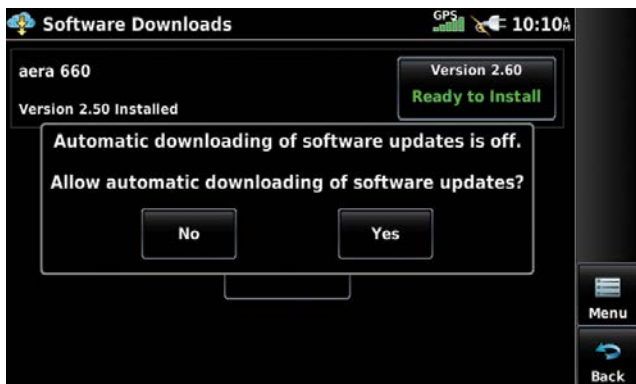 Software Downloads
GPS
10:10AM
aera 660
Version 2.60
Ready to Install
Version 2.50 Installed
Automatic downloading of software updates is off.
Allow automatic downloading of software updates?
No
Yes
Menu
Back